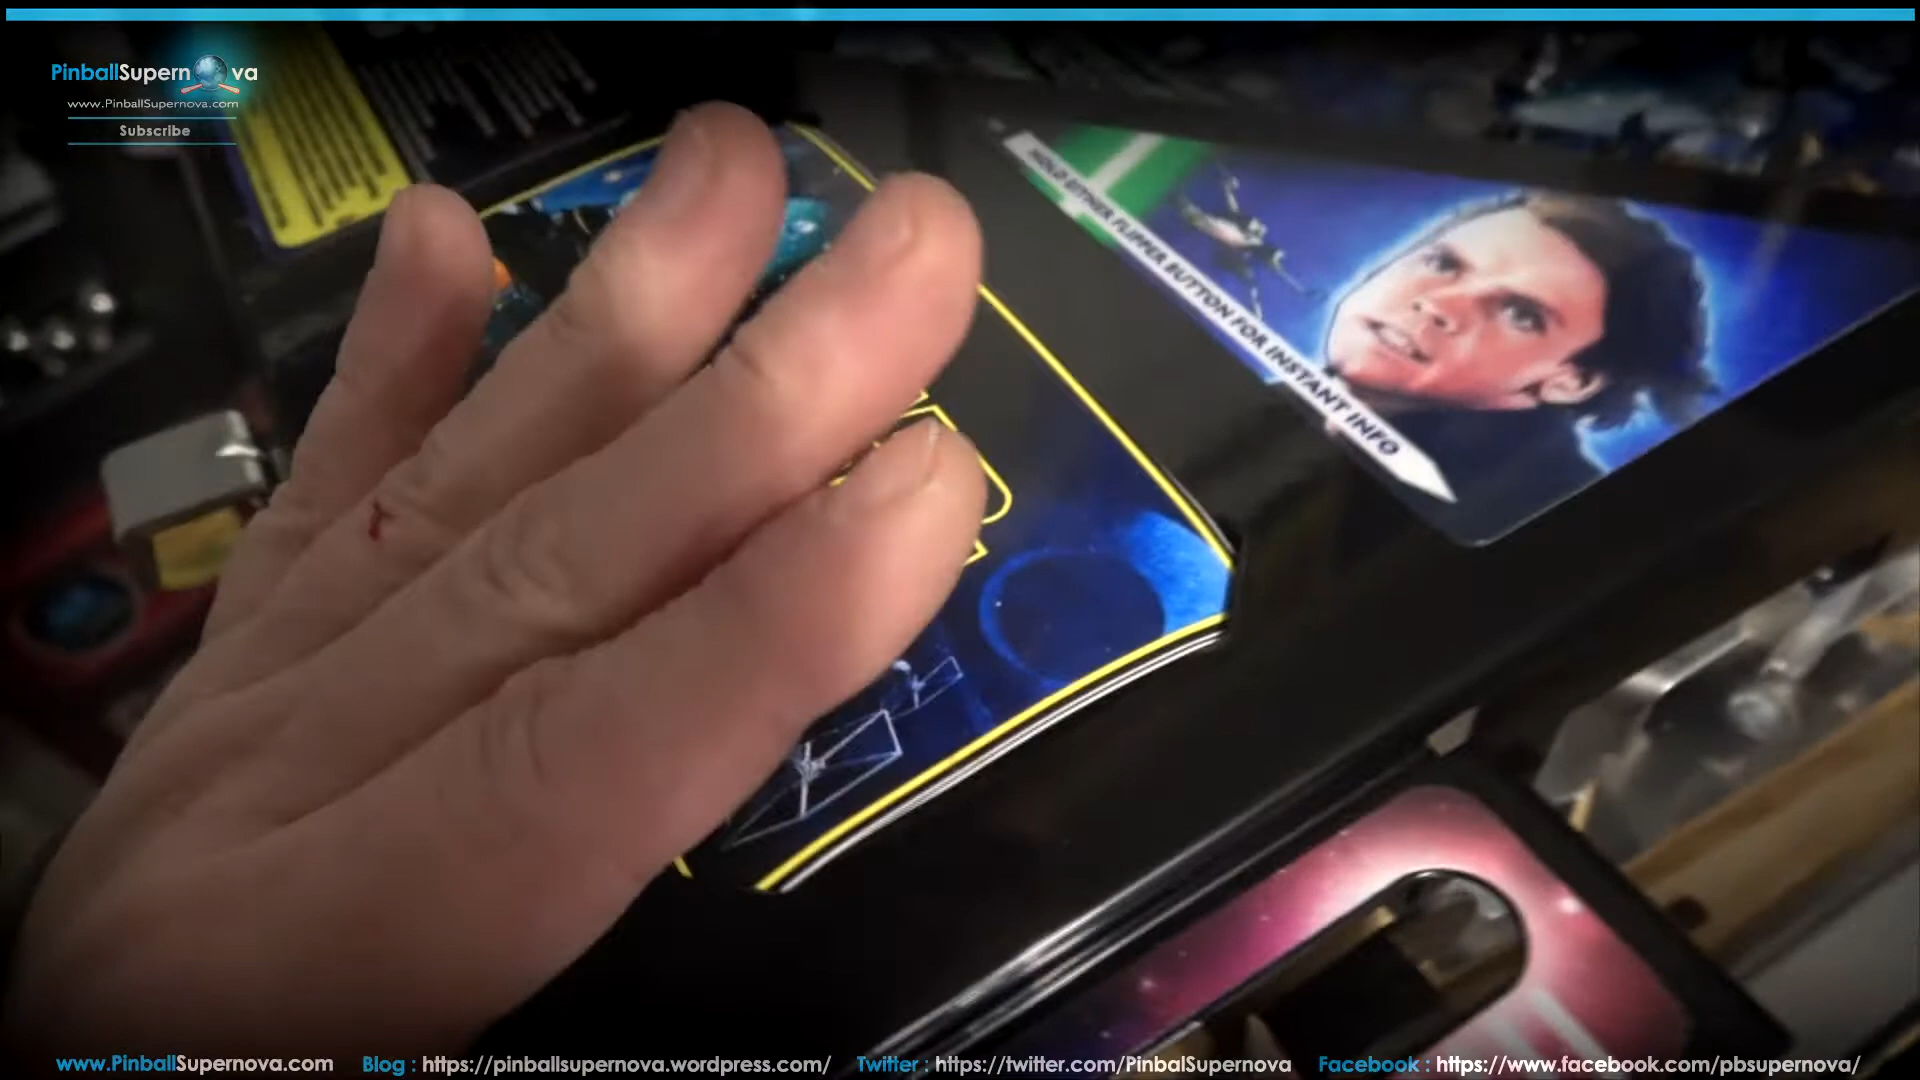 PinballSupernova
www.PinballSupernova.com
Subscribe
HOLD EITHER FLIPPER BUTTON FOR INSTANT INFO
www.PinballSupernova.com Blog : https://pinballsupernova.wordpress.com/ Twitter : https://twitter.com/PinbalSupernova Facebook : https://www.facebook.com/pbsupernova/